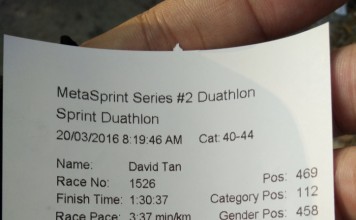 MetaSprint Series #2 Duathlon
Sprint Duathlon
20/03/2016 8:19:46 AM Cat: 40-44
Name: David Tan
Race No: 1526 Pos: 469
Finish Time: 1:30:37 Category Pos: 112
Race Pace: 3:37 min/km Gender Pos: 458